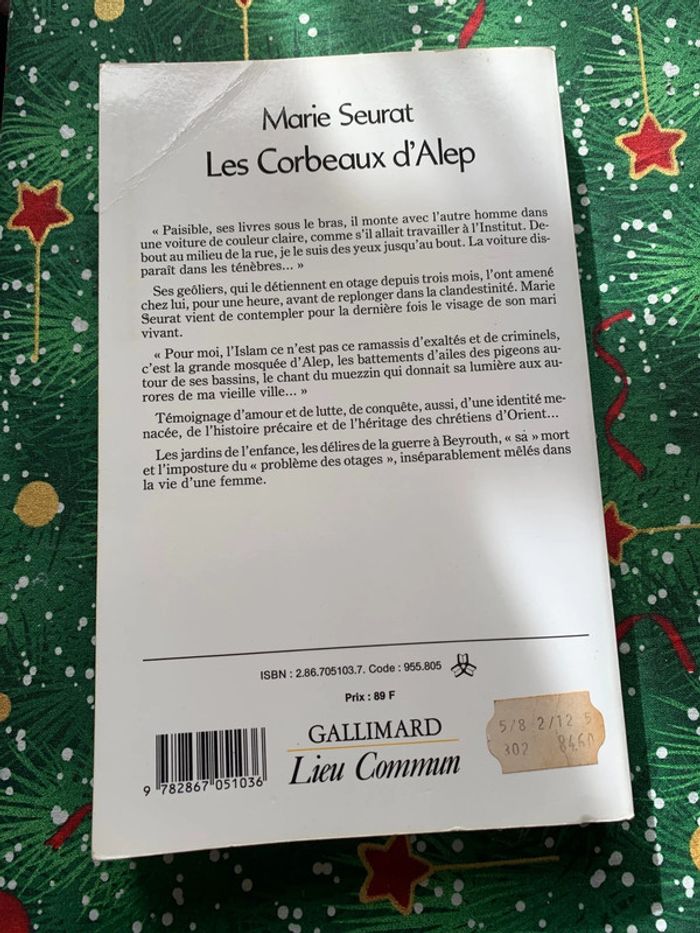 Marie Seurat
Les Corbeaux d'Alep
« Paisible, ses livres sous le bras, il monte avec l'autre homme dans
une voiture de couleur claire, comme s'il allait travailler à l'Institut. De-
bout au milieu de la rue, je le suis des yeux jusqu'au bout. La voiture dis-
paraît dans les ténèbres... »
Ses geôliers, qui le détiennent en otage depuis trois mois, l'ont amené
chez lui, pour une heure, avant de replonger dans la clandestinité. Marie
Seurat vient de contempler pour la dernière fois le visage de son mari
vivant.
« Pour moi, l'Islam ce n'est pas ce ramassis d'exaltés et de criminels,
c'est la grande mosquée d'Alep, les battements d'ailes des pigeons au-
tour de ses bassins, le chant du muezzin qui donnait sa lumière aux au-
rores de ma vieille ville... »
Témoignage d'amour et de lutte, de conquête, aussi, d'une identité me-
nacée, de l'histoire précaire et de l'héritage des chrétiens d'Orient...
Les jardins de l'enfance, les délires de la guerre à Beyrouth, « sa » mort
et l'imposture du « problème des otages », inséparablement mêlés dans
la vie d'une femme.
ISBN : 2.86.705103.7. Code : 955.805
Prix : 89 F
GALLIMARD
Lieu Commun
9 782867 051036
5/8 2/12 5
302 84,60